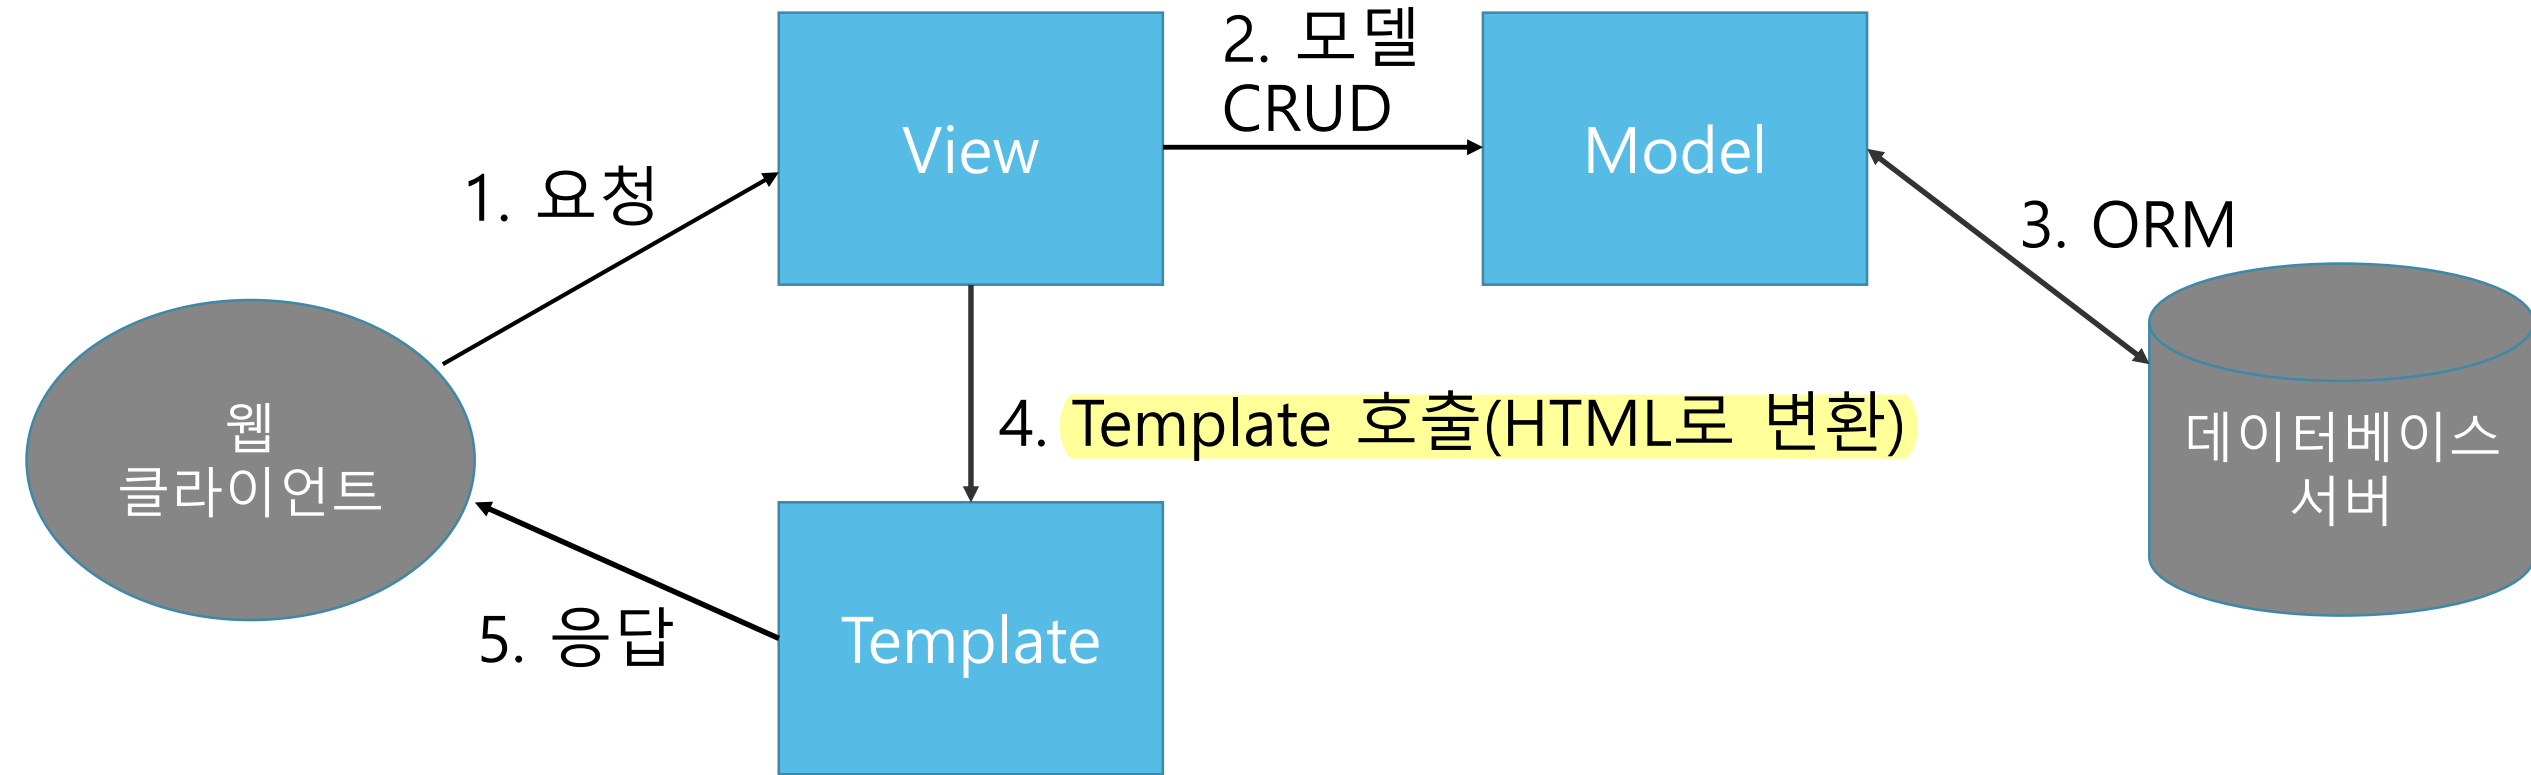 2. 모델
CRUD
View
Model
1. 요청
3. ORM
웹
클라이언트
4. Template 호출(HTML로 변환)
데이터베이스
서버
5. 응답
Template